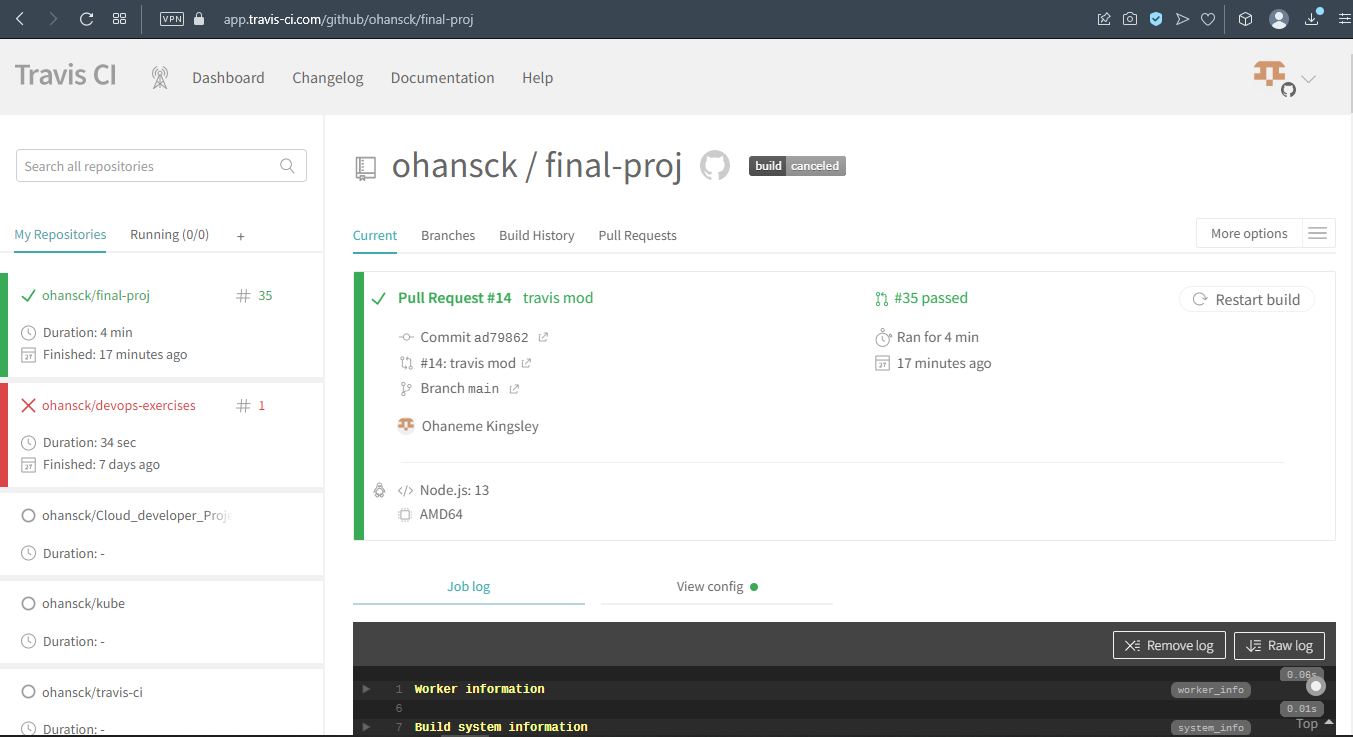 VPN app.travis-ci.com/github/ohansck/final-proj
Travis CI Dashboard Changelog Documentation Help
Search all repositories
My Repositories Running (0/0) +
ohansck/final-proj # 35
Duration: 4 min
Finished: 17 minutes ago
ohansck/devops-exercises # 1
Duration: 34 sec
Finished: 7 days ago
ohansck/Cloud_developer_Proje
Duration: -
ohansck/kube
Duration: -
ohansck/travis-ci
Duration: -
ohansck / final-proj build canceled
Current Branches Build History Pull Requests More options
Pull Request #14 travis mod #35 passed Restart build
Commit ad79862 Ran for 4 min
#14: travis mod 17 minutes ago
Branch main
Ohaneme Kingsley
</> Node.js: 13
AMD64
Job log View config
Remove log Raw log
0.06s
1 Worker information worker_info
6 0.01s
Top
7 Build system information system_info